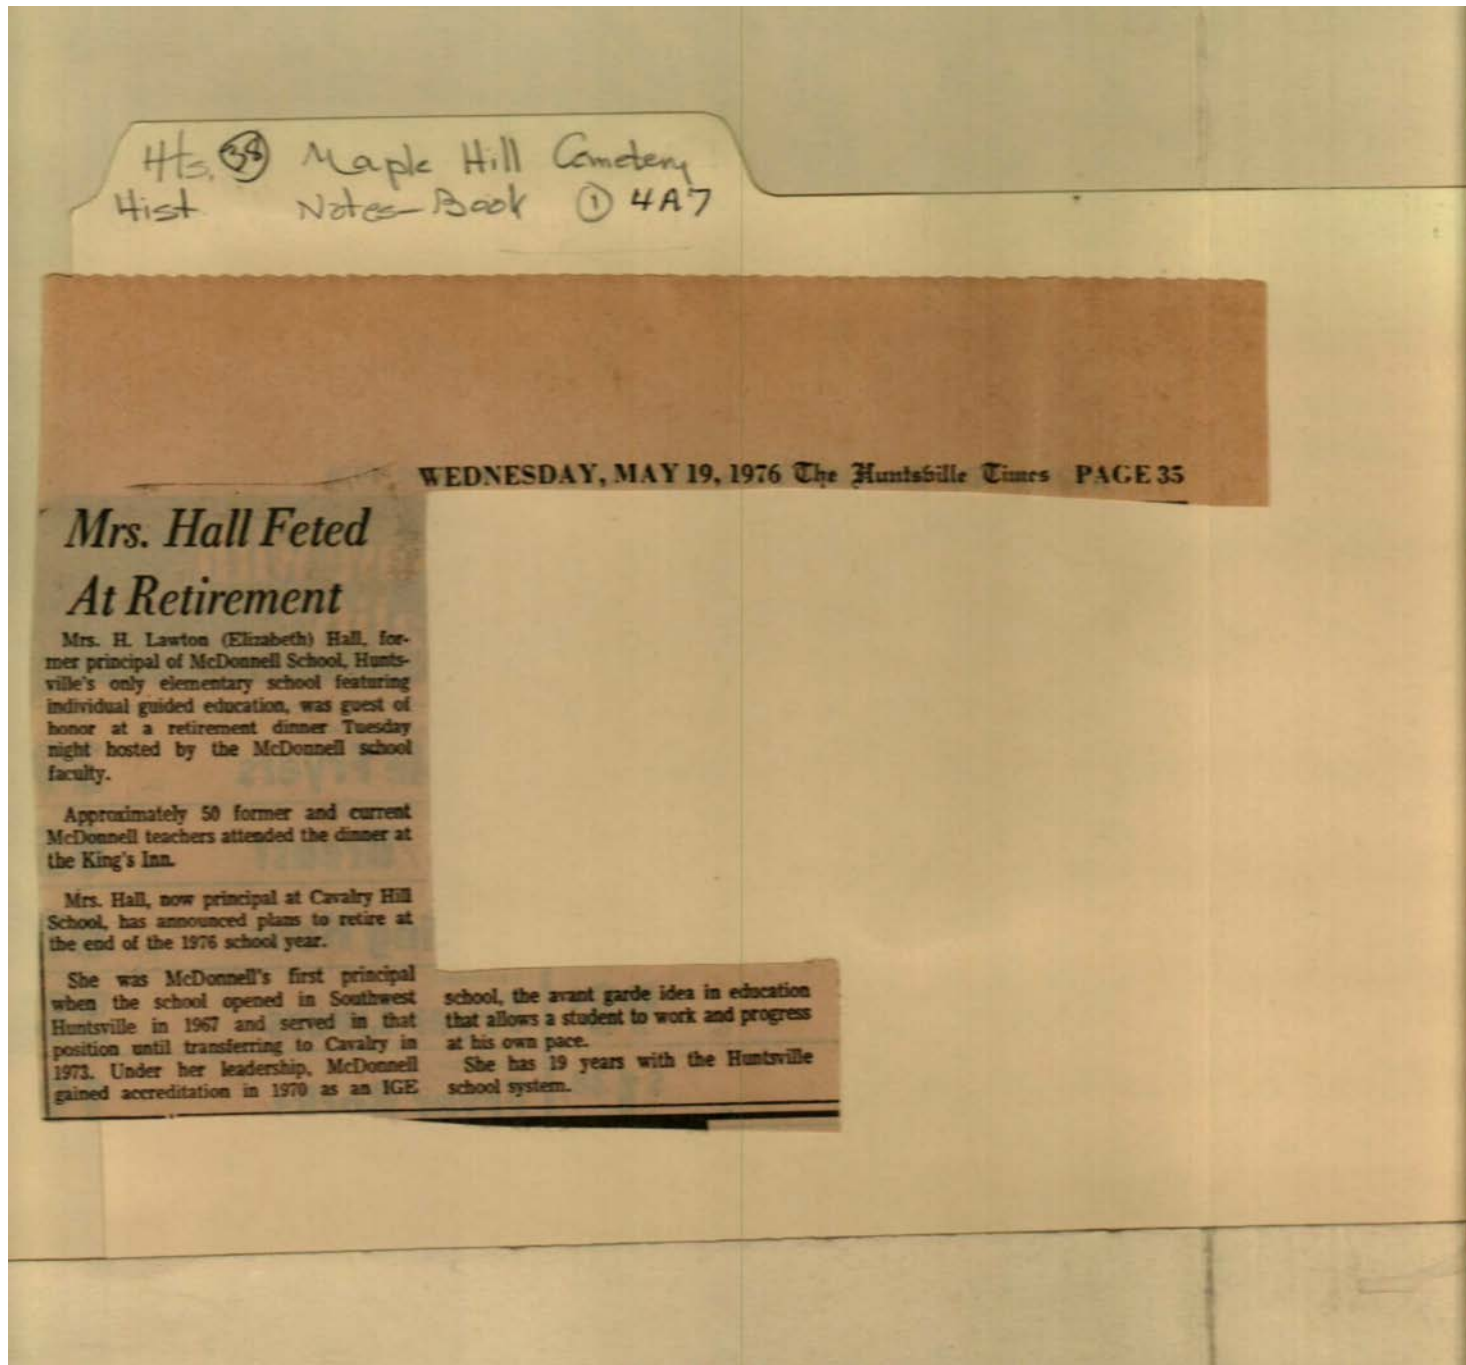 Hts. 38 Maple Hill Cemetery
Hist Notes-Book 1 4A7
WEDNESDAY, MAY 19, 1976 The Huntsville Times PAGE 35
Mrs. Hall Feted
At Retirement
Mrs. H. Lawton (Elizabeth) Hall, for-
mer principal of McDonnell School, Hunts-
ville's only elementary school featuring
individual guided education, was guest of
honor at a retirement dinner Tuesday
night hosted by the McDonnell school
faculty.
Approximately 50 former and current
McDonnell teachers attended the dinner at
the King's Inn.
Mrs. Hall, now principal at Cavalry Hill
School, has announced plans to retire at
the end of the 1976 school year.
She was McDonnell's first principal
when the school opened in Southwest
Huntsville in 1967 and served in that
position until transferring to Cavalry in
1973. Under her leadership, McDonnell
gained accreditation in 1970 as an IGE
school, the avant garde idea in education
that allows a student to work and progress
at his own pace.
She has 19 years with the Huntsville
school system.